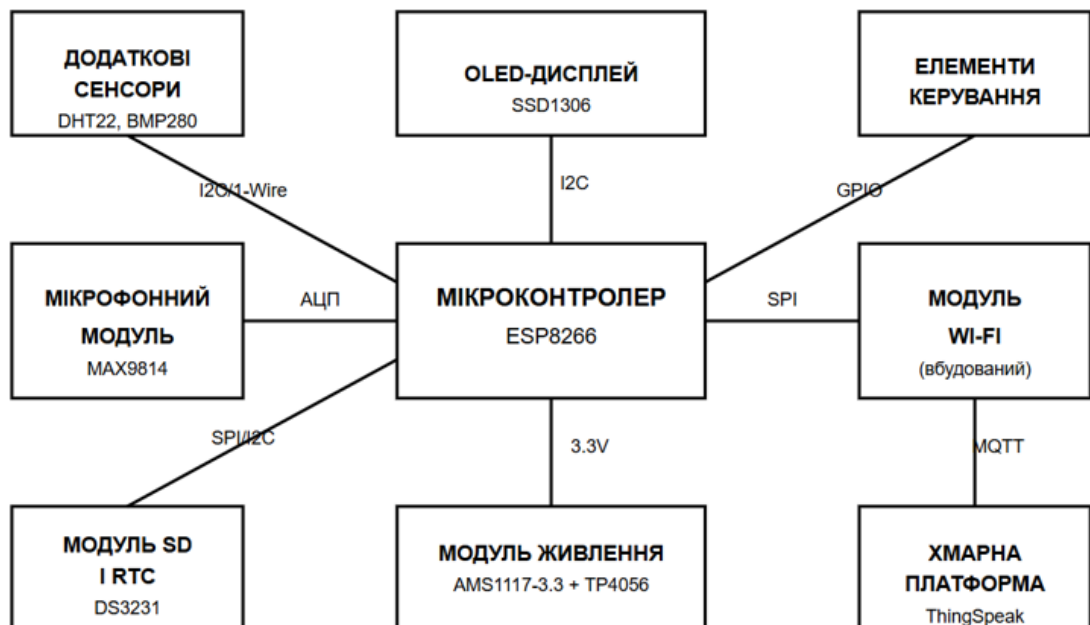 ДОДАТКОВІ
СЕНСОРИ
DHT22, BMP280
OLED-ДИСПЛЕЙ
SSD1306
ЕЛЕМЕНТИ
КЕРУВАННЯ
I2C/1-Wire
I2C
GPIO
МІКРОФОННИЙ
МОДУЛЬ
MAX9814
АЦП
МІКРОКОНТРОЛЕР
ESP8266
SPI
МОДУЛЬ
WI-FI
(вбудований)
SPI/I2C
3.3V
MQTT
МОДУЛЬ SD
І RTC
DS3231
МОДУЛЬ ЖИВЛЕННЯ
AMS1117-3.3 + TP4056
ХМАРНА
ПЛАТФОРМА
ThingSpeak